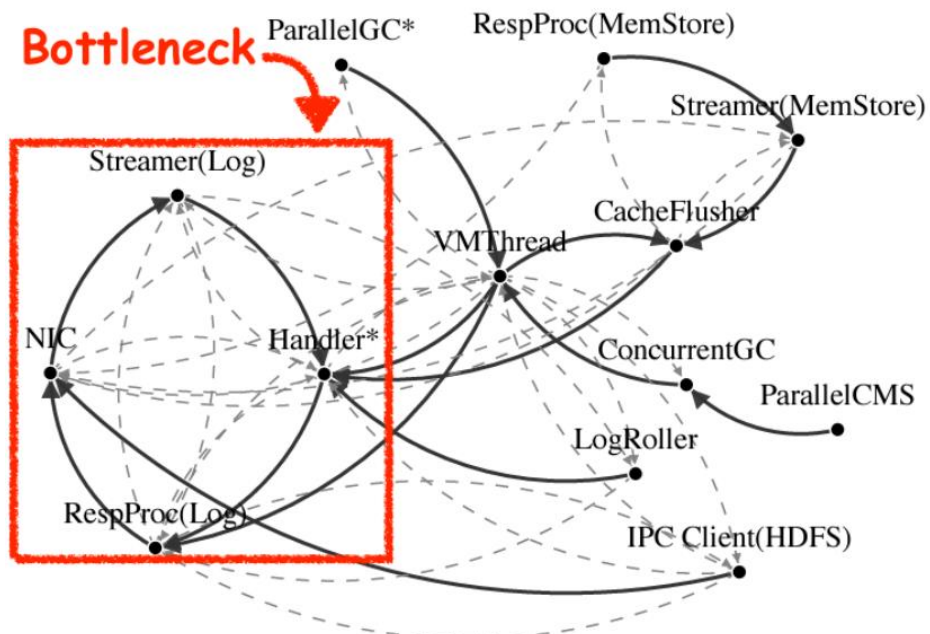 Bottleneck
ParallelGC*
RespProc(MemStore)
Streamer(MemStore)
Streamer(Log)
CacheFlusher
VMThread
NIC
Handler*
ConcurrentGC
ParallelCMS
LogRoller
RespProc(Log)
IPC Client(HDFS)